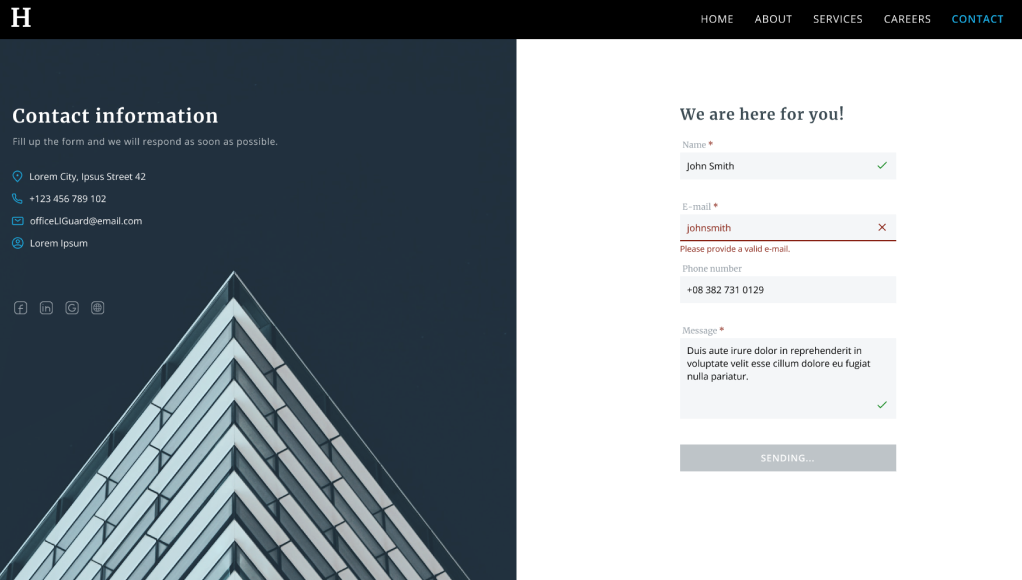 H
HOME ABOUT SERVICES CAREERS CONTACT
Contact information
Fill up the form and we will respond as soon as possible.
Lorem City, Ipsus Street 42
+123 456 789 102
officeLIGuard@email.com
Lorem Ipsum
We are here for you!
Name *
John Smith
E-mail *
johnsmith
Please provide a valid e-mail.
Phone number
+08 382 731 0129
Message *
Duis aute irure dolor in reprehenderit in
voluptate velit esse cillum dolore eu fugiat
nulla pariatur.
SENDING...